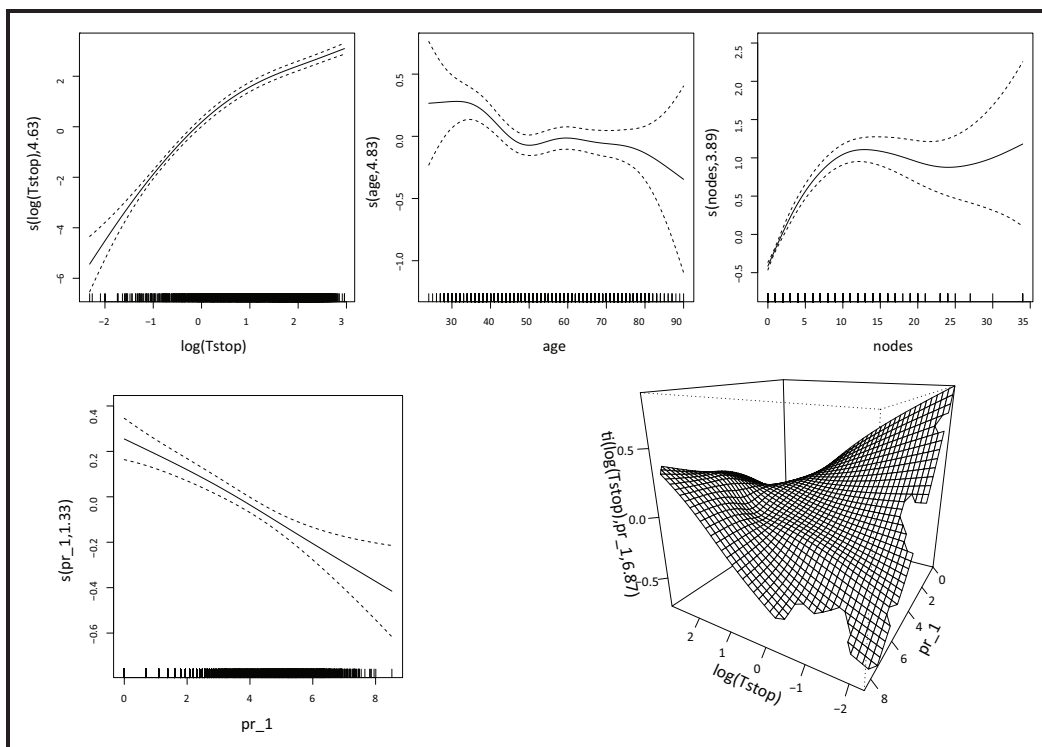 s(log(Tstop),4.63)
2
0
−2
−4
−6
−2 −1 0 1 2 3
log(Tstop)
s(age,4.83)
0.5
0.0
−0.5
−1.0
30 40 50 60 70 80 90
age
s(nodes,3.89)
2.5
2.0
1.5
1.0
0.5
0.0
−0.5
0 5 10 15 20 25 30 35
nodes
s(pr_1,1.33)
0.4
0.2
0.0
−0.2
−0.4
−0.6
0 2 4 6 8
pr_1
ti(log(Tstop),pr_1,6.87)
0.5
0.0
−0.5
2 1 0 −1 −2
log(Tstop)
0
2
4
6
8
pr_1